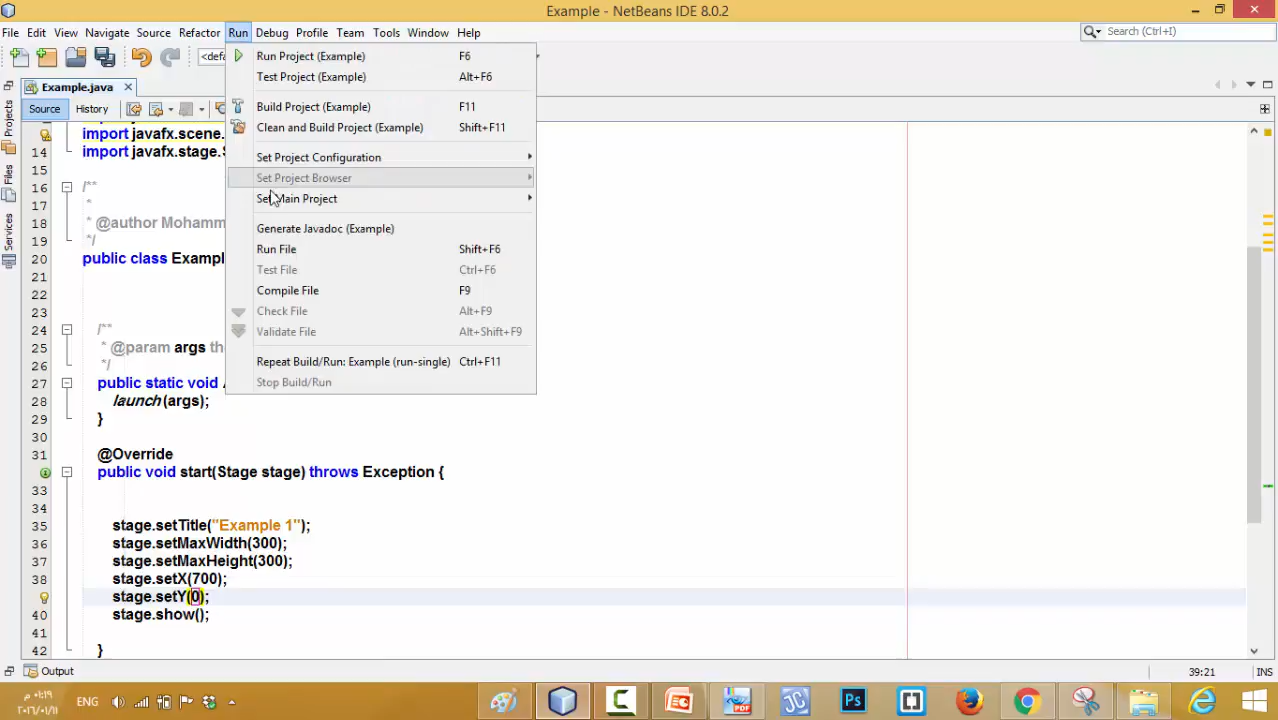 Example - NetBeans IDE 8.0.2
File Edit View Navigate Source Refactor Run Debug Profile Team Tools Window Help
Search (Ctrl+I)
<def
Run Project (Example) F6
Test Project (Example) Alt+F6
Build Project (Example) F11
Clean and Build Project (Example) Shift+F11
Set Project Configuration
Set Project Browser
Set Main Project
Generate Javadoc (Example)
Run File Shift+F6
Test File Ctrl+F6
Compile File F9
Check File Alt+F9
Validate File Alt+Shift+F9
Repeat Build/Run: Example (run-single) Ctrl+F11
Stop Build/Run
Projects
Files
Services
Example.java
Source History
import javafx.scene.
14 import javafx.stage.
15
16 /**
17 *
18 * @author Mohamm
19 */
20 public class Exampl
21
22
23
24 /**
25 * @param args th
26 */
27 public static void
28 launch(args);
29 }
30
31 @Override
public void start(Stage stage) throws Exception {
33
34
35 stage.setTitle("Example 1");
36 stage.setMaxWidth(300);
37 stage.setMaxHeight(300);
38 stage.setX(700);
stage.setY(0);
40 stage.show();
41
42 }
Output
39:21 INS
ENG
PDF
JC
Ps